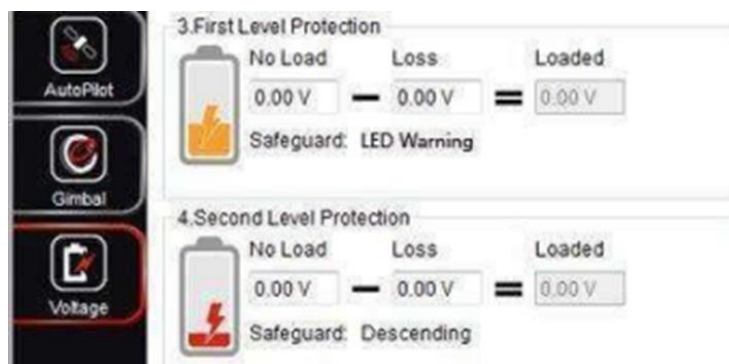 AutoPilot
Gimbal
Voltage
3.First Level Protection
No Load Loss Loaded
0.00 V 0.00 V 0.00 V
Safeguard: LED Warning
4.Second Level Protection
No Load Loss Loaded
0.00 V 0.00 V 0.00 V
Safeguard: Descending